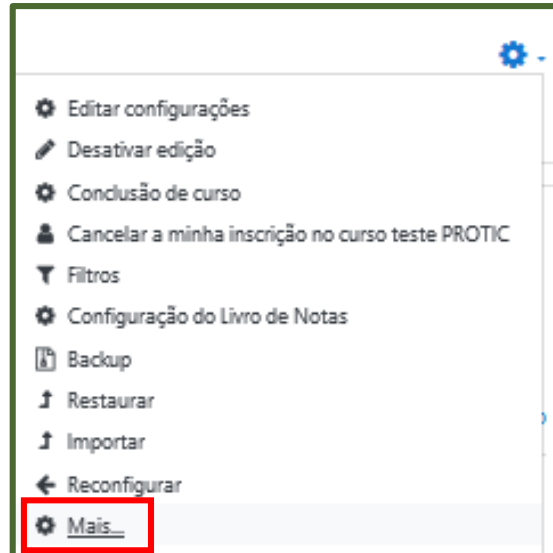 Editar configurações
Desativar edição
Conclusão de curso
Cancelar a minha inscrição no curso teste PROTIC
Filtros
Configuração do Livro de Notas
Backup
Restaurar
Importar
Reconfigurar
Mais...